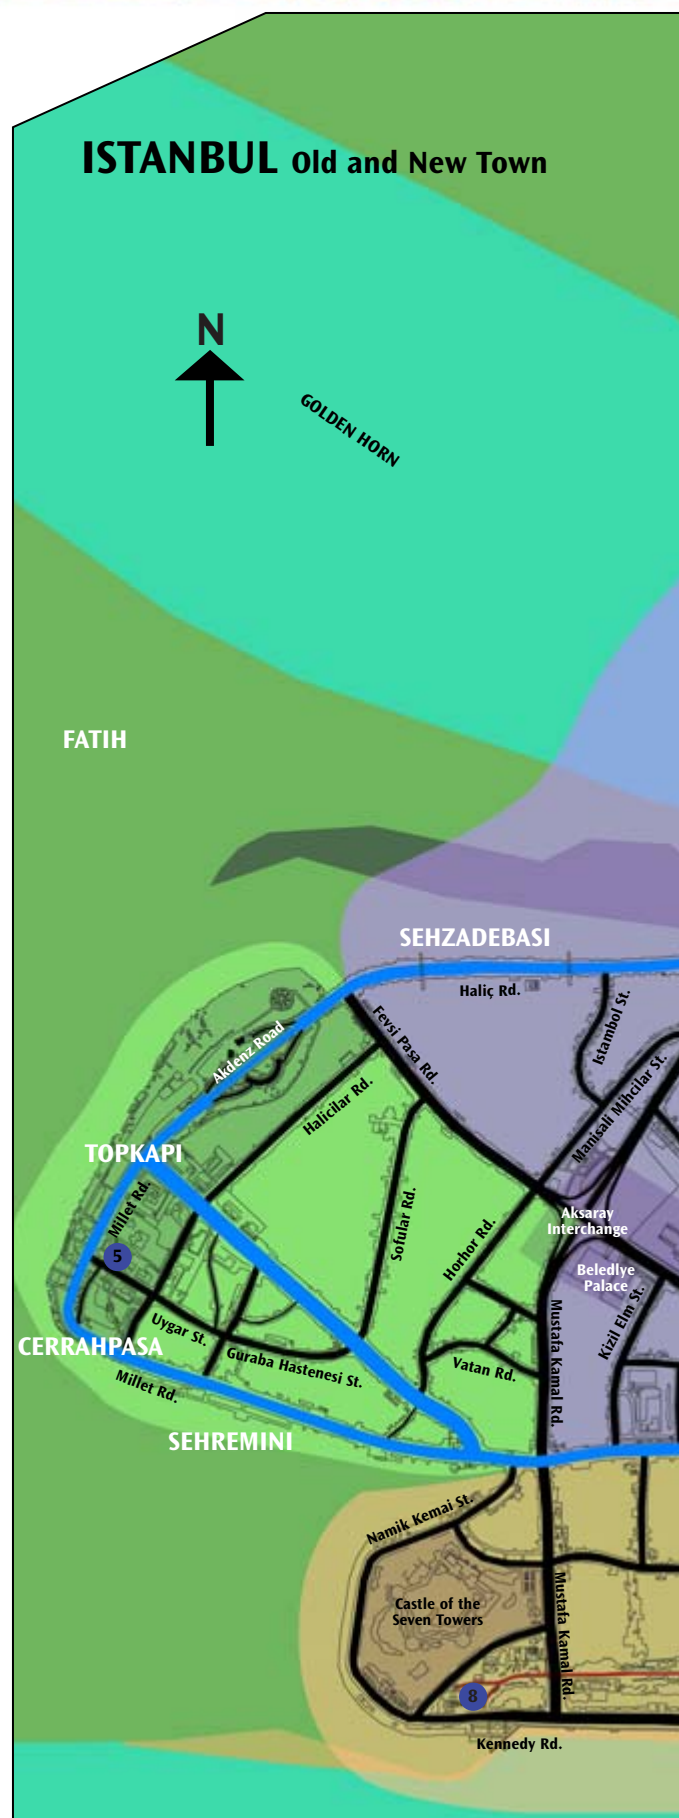 ISTANBUL Old and New Town
N
GOLDEN HORN
FATIH
SEHZADEBASI
Haliç Rd.
Istambol St.
Fevsi Pasa Rd.
Akdenz Road
Manisali Mihcilar St.
Halicilar Rd.
TOPKAPI
Millet Rd.
Sofular Rd.
Aksaray
Interchange
Horhor Rd.
5
Beledlye
Palace
Kizil Elm St.
Uygar St.
Mustafa Kamal Rd.
CERRAHPASA
Guraba Hastenesi St.
Vatan Rd.
Millet Rd.
SEHREMINI
Namik Kemai St.
Castle of the
Seven Towers
Mustafa Kamal Rd.
8
Kennedy Rd.